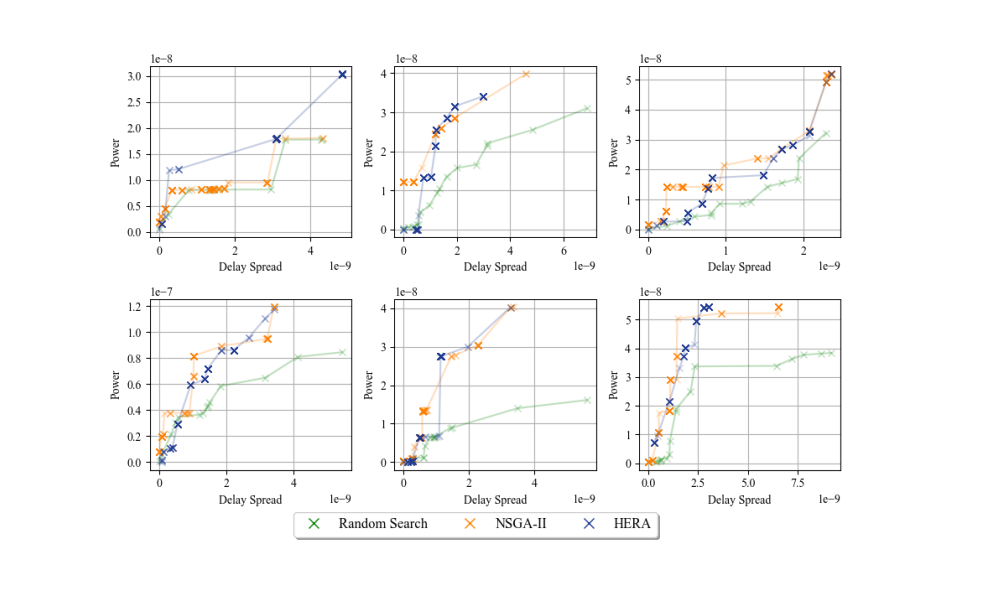 1e−8
3.0
2.5
2.0
1.5
1.0
0.5
0.0
Power
0
2
4
Delay Spread
1e−9
1e−8
4
3
2
1
0
Power
0
2
4
6
Delay Spread
1e−9
1e−8
5
4
3
2
1
0
Power
0
1
2
Delay Spread
1e−9
1e−7
1.2
1.0
0.8
0.6
0.4
0.2
0.0
Power
0
2
4
Delay Spread
1e−9
1e−8
4
3
2
1
0
Power
0
2
4
Delay Spread
1e−9
1e−8
5
4
3
2
1
0
Power
0.0
2.5
5.0
7.5
Delay Spread
1e−9
Random Search NSGA-II HERA